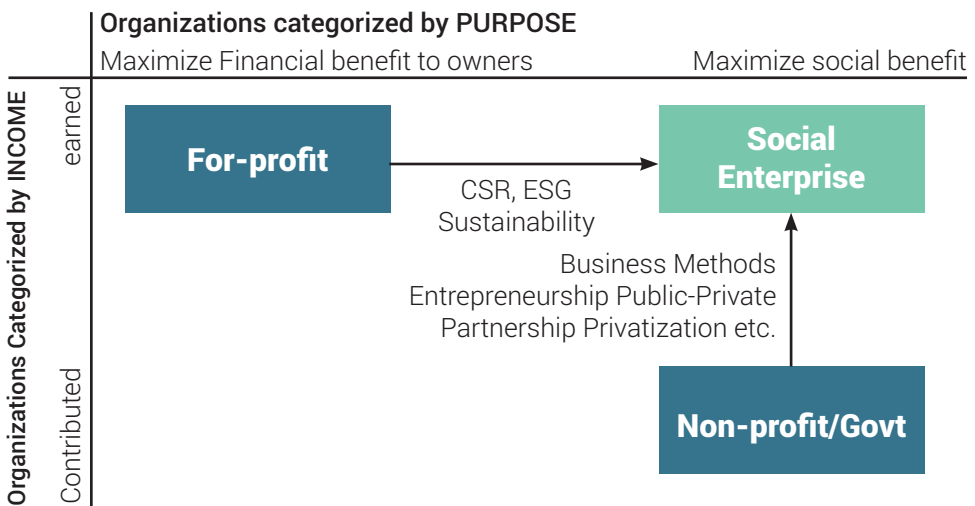 Organizations categorized by PURPOSE
Maximize Financial benefit to owners
Maximize social benefit
Organizations Categorized by INCOME
earned
Contributed
For-profit
CSR, ESG
Sustainability
Social
Enterprise
Business Methods
Entrepreneurship Public-Private
Partnership Privatization etc.
Non-profit/Govt